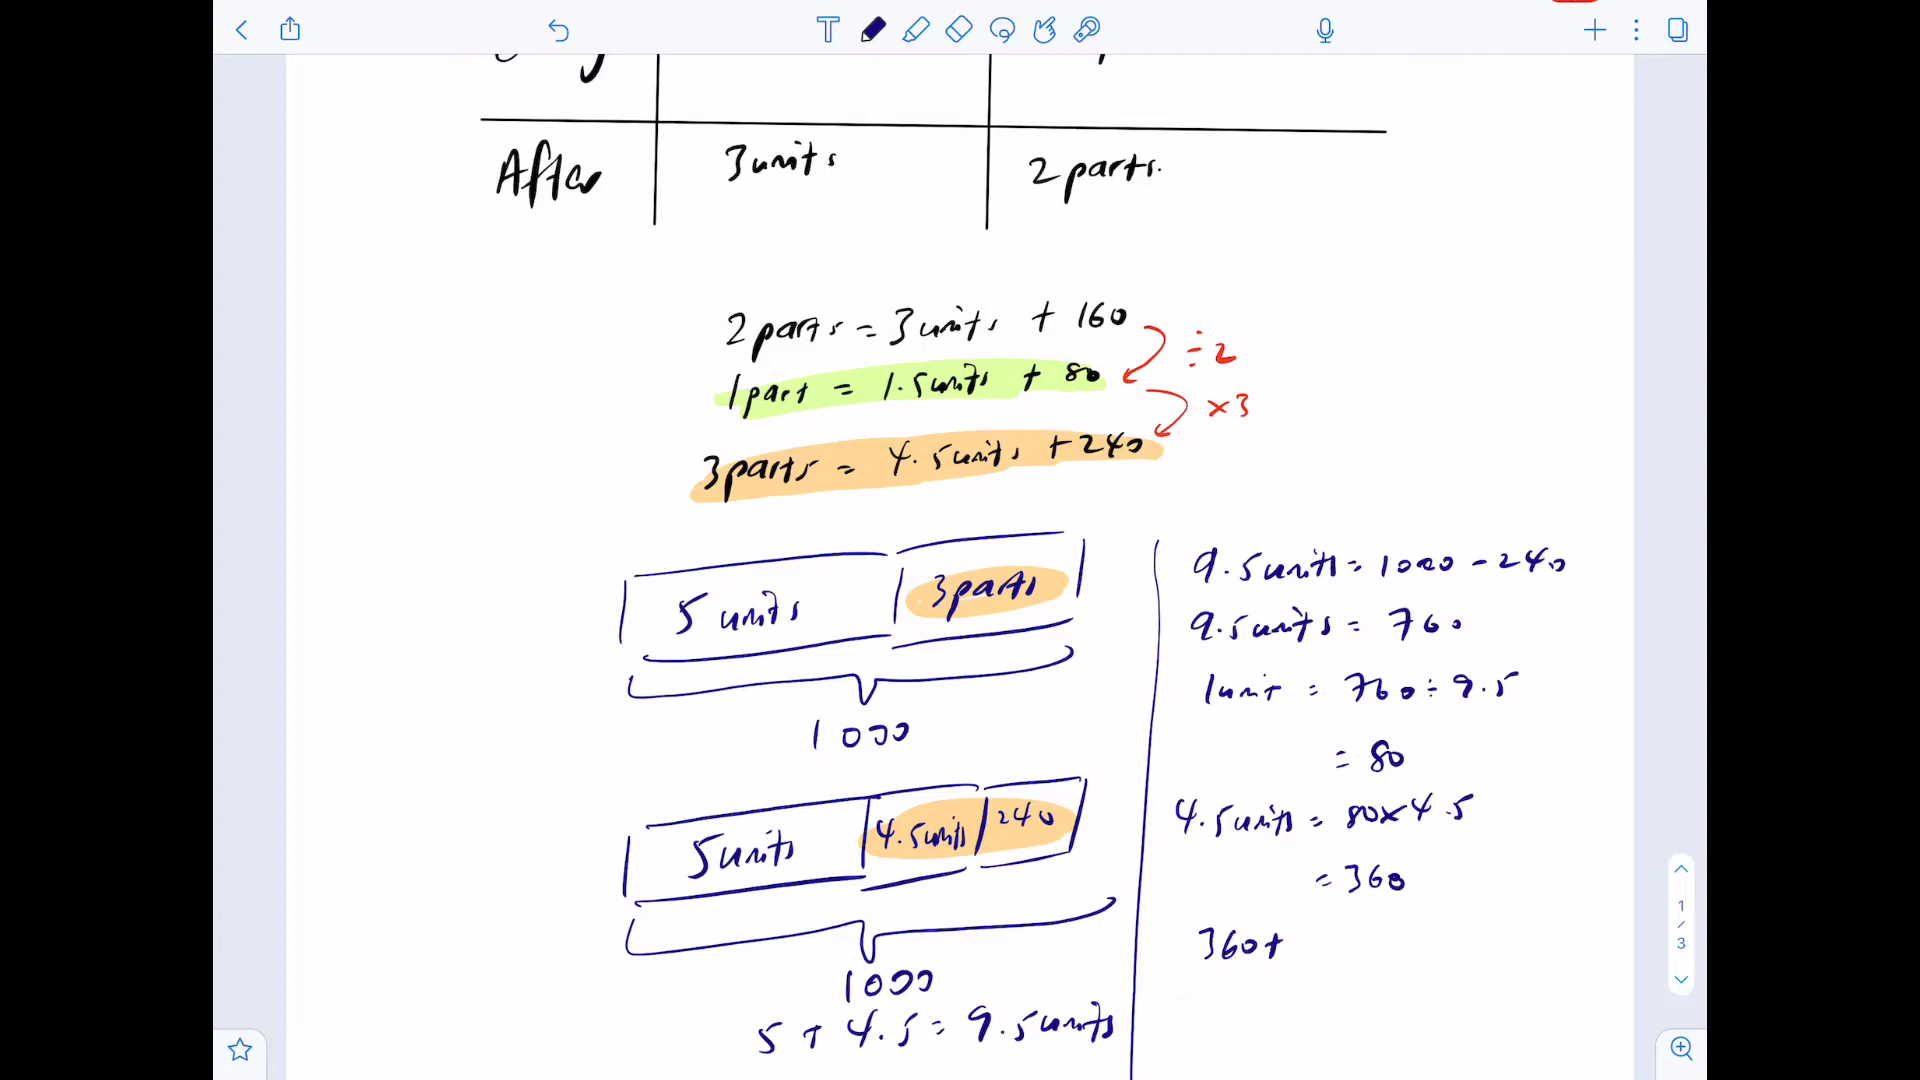 After 3 units 2 parts.
2 parts = 3 units + 160
÷ 2
1 part = 1.5 units + 80
× 3
3 parts = 4.5 units + 240
5 units 3 parts
1000
5 units 4.5 units 240
1000
5 + 4.5 = 9.5 units
9.5 units = 1000 - 240
9.5 units = 760
1 unit = 760 ÷ 9.5
= 80
4.5 units = 80 × 4.5
= 360
360 +
1
/
3